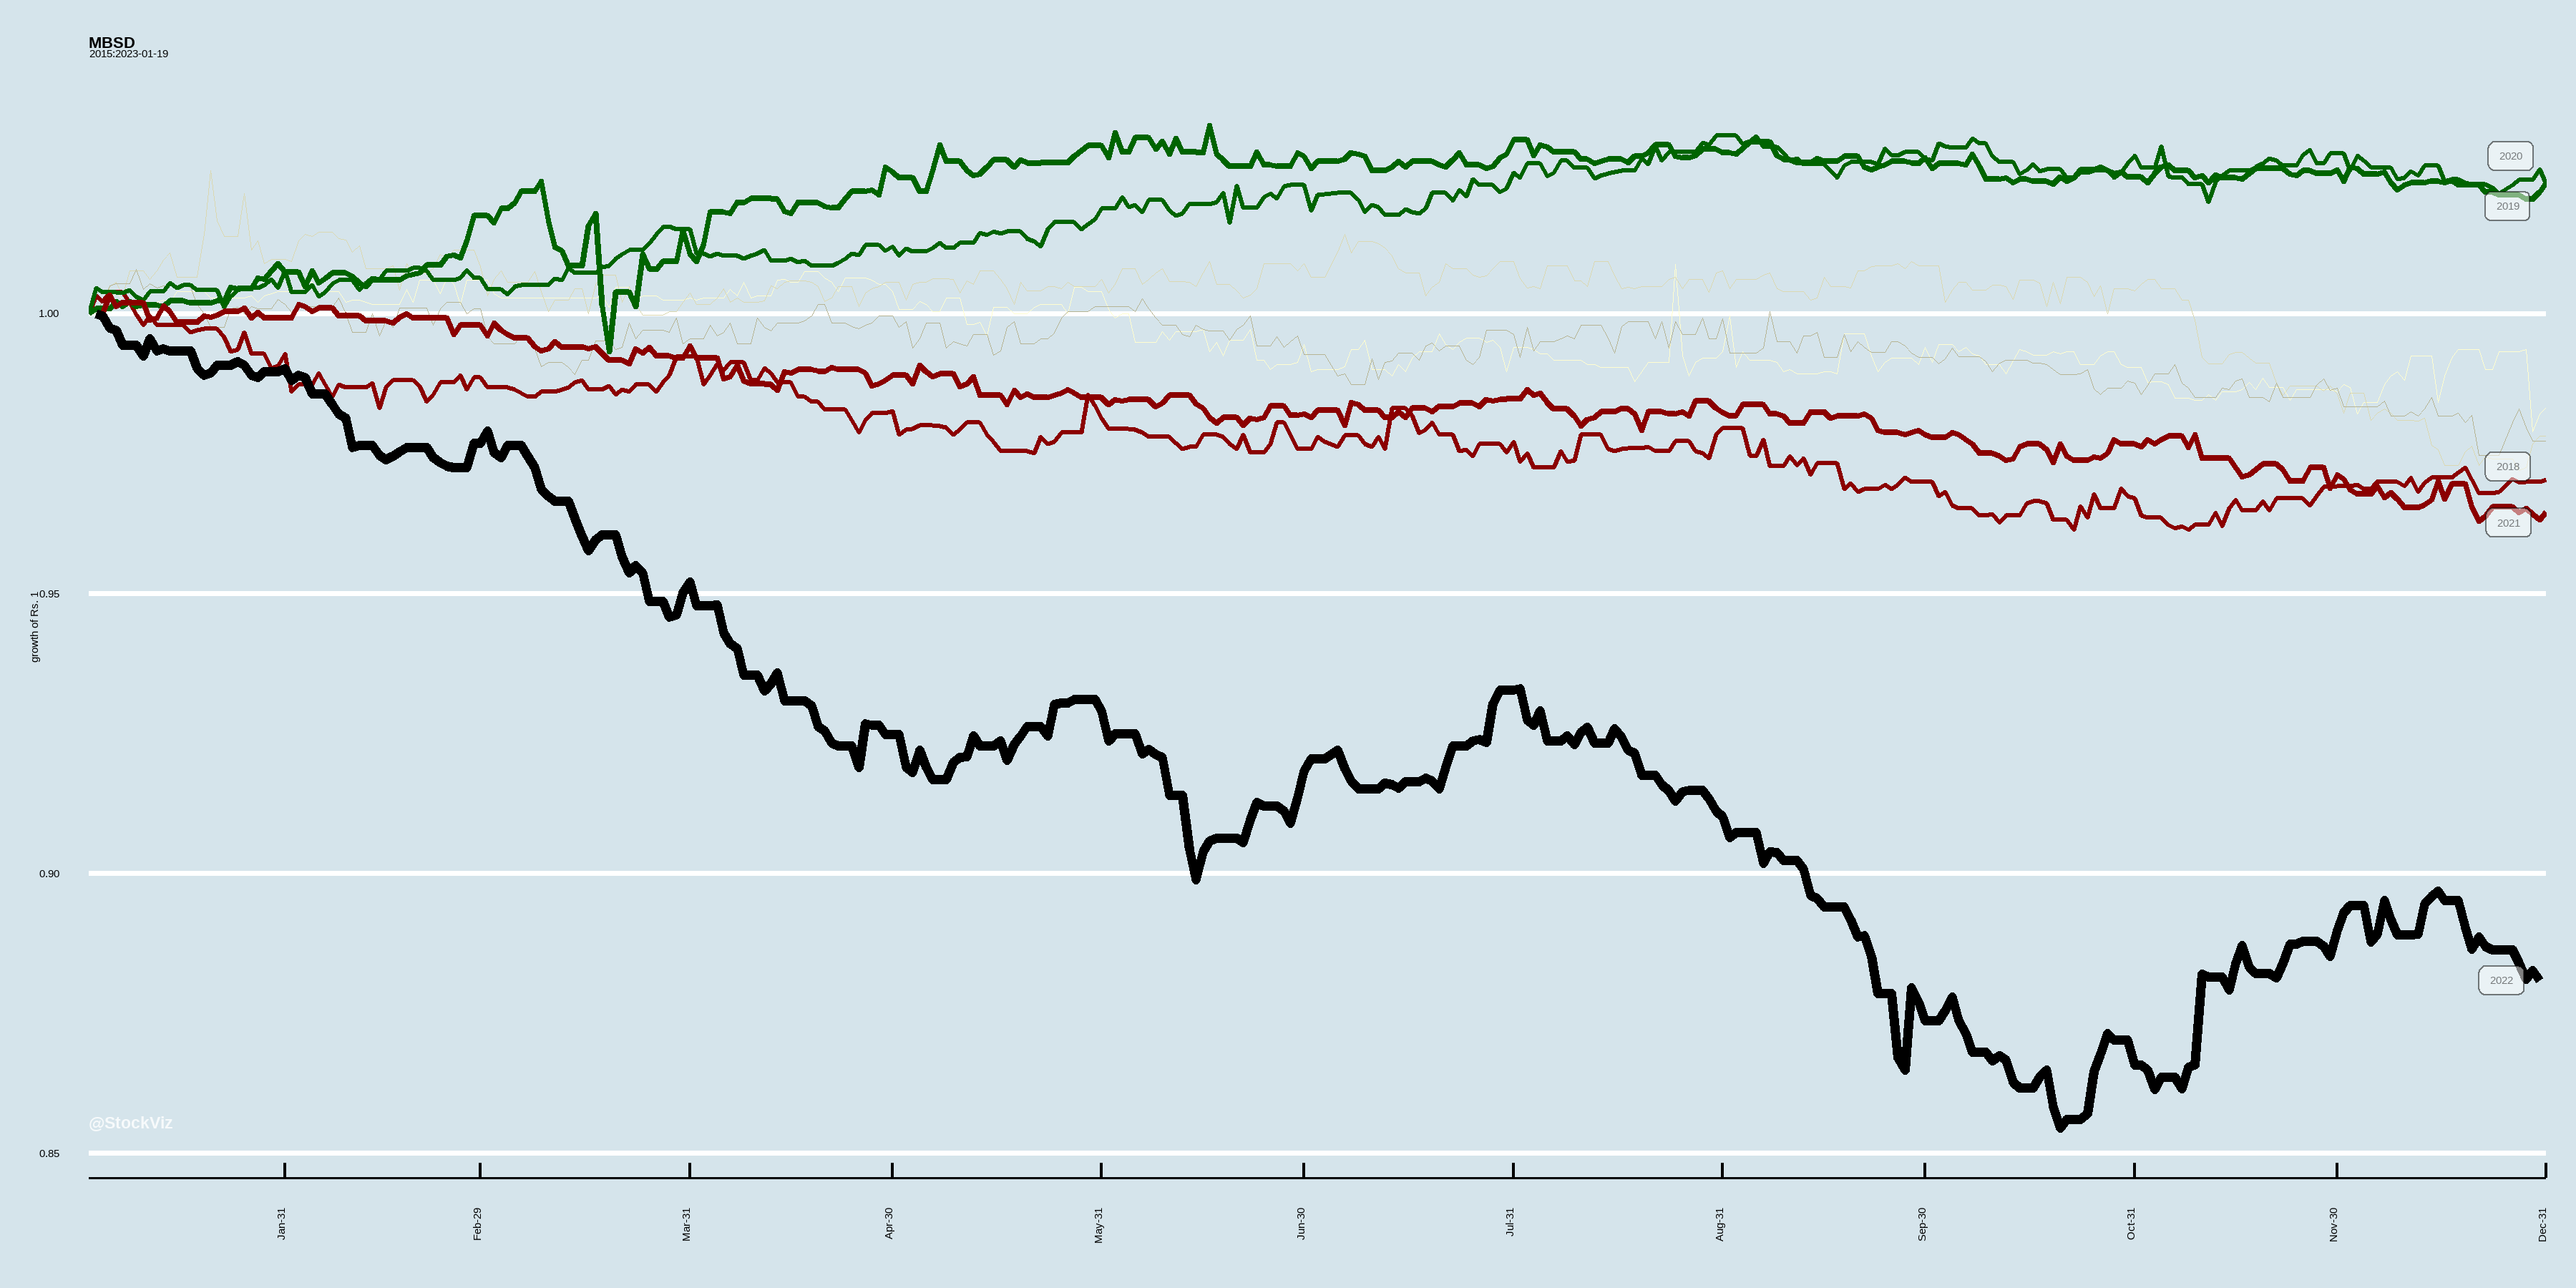 MBSD
2015:2023-01-19
2020
2019
1.00
2018
2021
0.95
growth of Rs. 1
0.90
2022
@StockViz
0.85
Jan-31
Feb-29
Mar-31
Apr-30
May-31
Jun-30
Jul-31
Aug-31
Sep-30
Oct-31
Nov-30
Dec-31